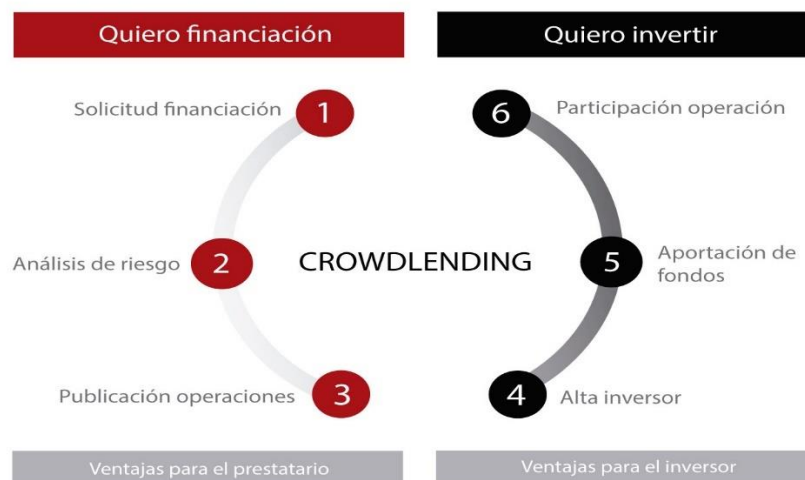 Quiero financiación
Quiero invertir
Solicitud financiación
1
6
Participación operación
Análisis de riesgo
2
CROWDLENDING
5
Aportación de
fondos
Publicación operaciones
3
4
Alta inversor
Ventajas para el prestatario
Ventajas para el inversor